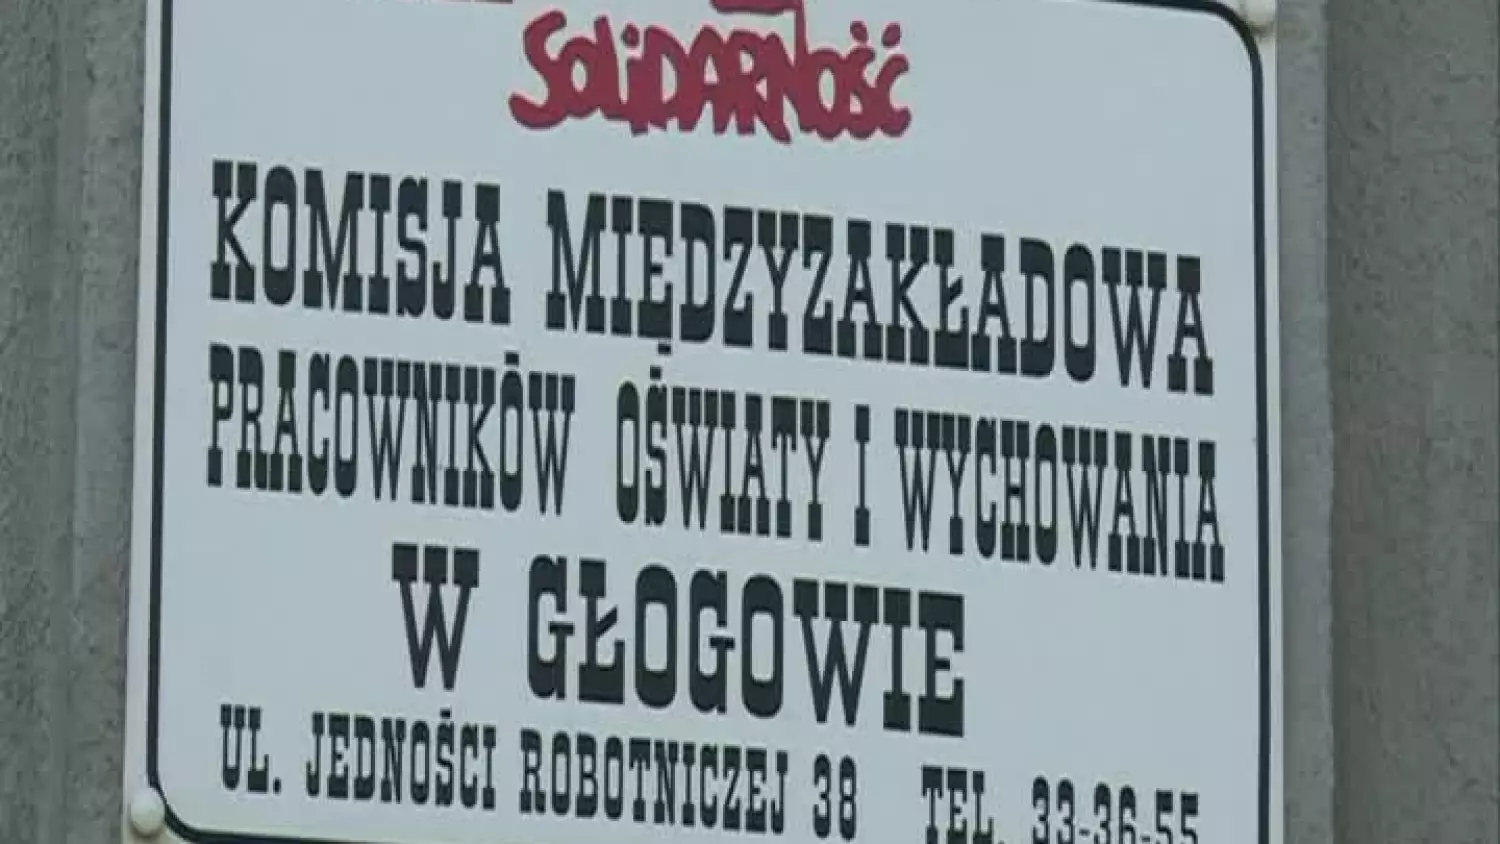 SOLIDARNOŚĆ
KOMISJA MIĘDZYZAKŁADOWA
PRACOWNIKÓW OŚWIATY I WYCHOWANIA
W GŁOGOWIE
UL. JEDNOŚCI ROBOTNICZEJ 38 TEL. 33-36-55